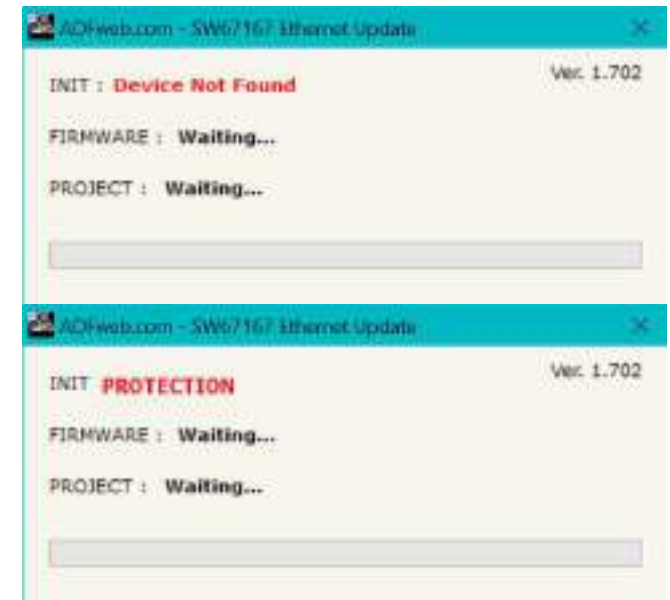 ADFweb.com - SW67167 Ethernet Update
Ver. 1.702
INIT : Device Not Found
FIRMWARE : Waiting...
PROJECT : Waiting...
ADFweb.com - SW67167 Ethernet Update
Ver. 1.702
INIT PROTECTION
FIRMWARE : Waiting...
PROJECT : Waiting...